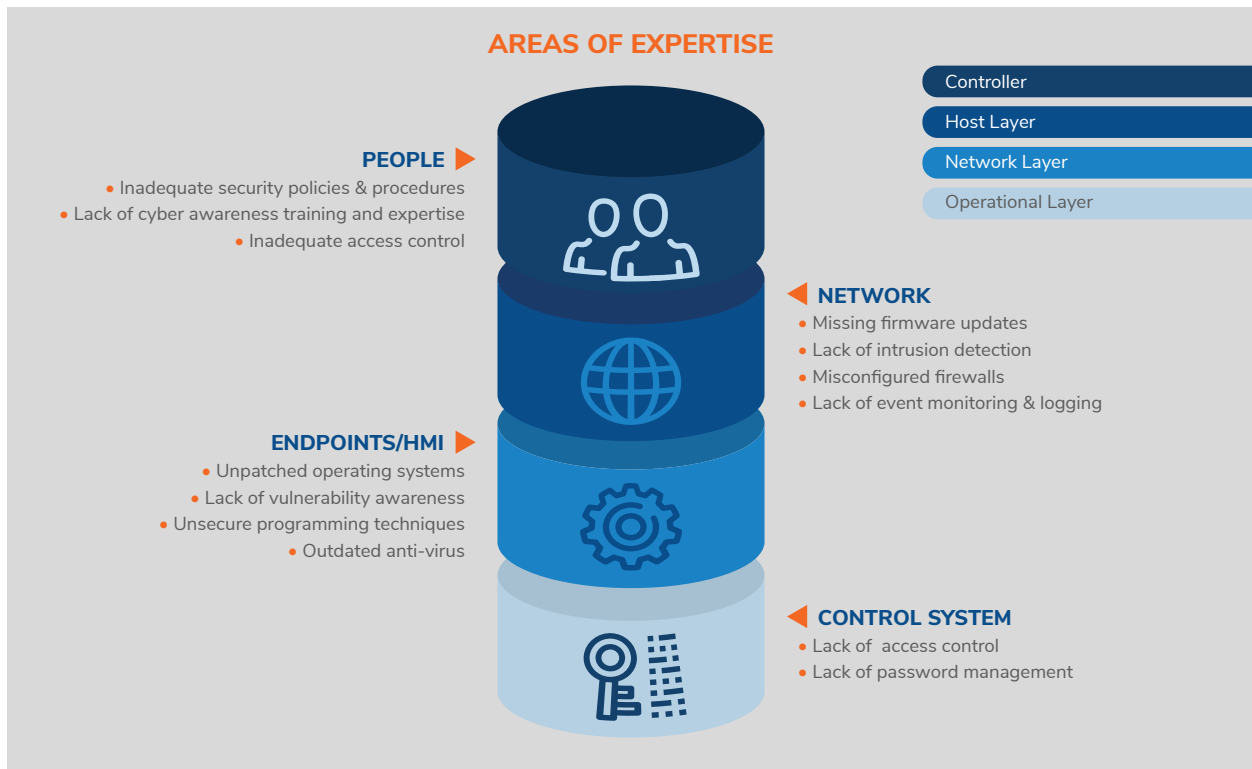 AREAS OF EXPERTISE
Controller
Host Layer
Network Layer
Operational Layer
PEOPLE
• Inadequate security policies & procedures
• Lack of cyber awareness training and expertise
• Inadequate access control
NETWORK
• Missing firmware updates
• Lack of intrusion detection
• Misconfigured firewalls
• Lack of event monitoring & logging
ENDPOINTS/HMI
• Unpatched operating systems
• Lack of vulnerability awareness
• Unsecure programming techniques
• Outdated anti-virus
CONTROL SYSTEM
• Lack of  access control
• Lack of password management